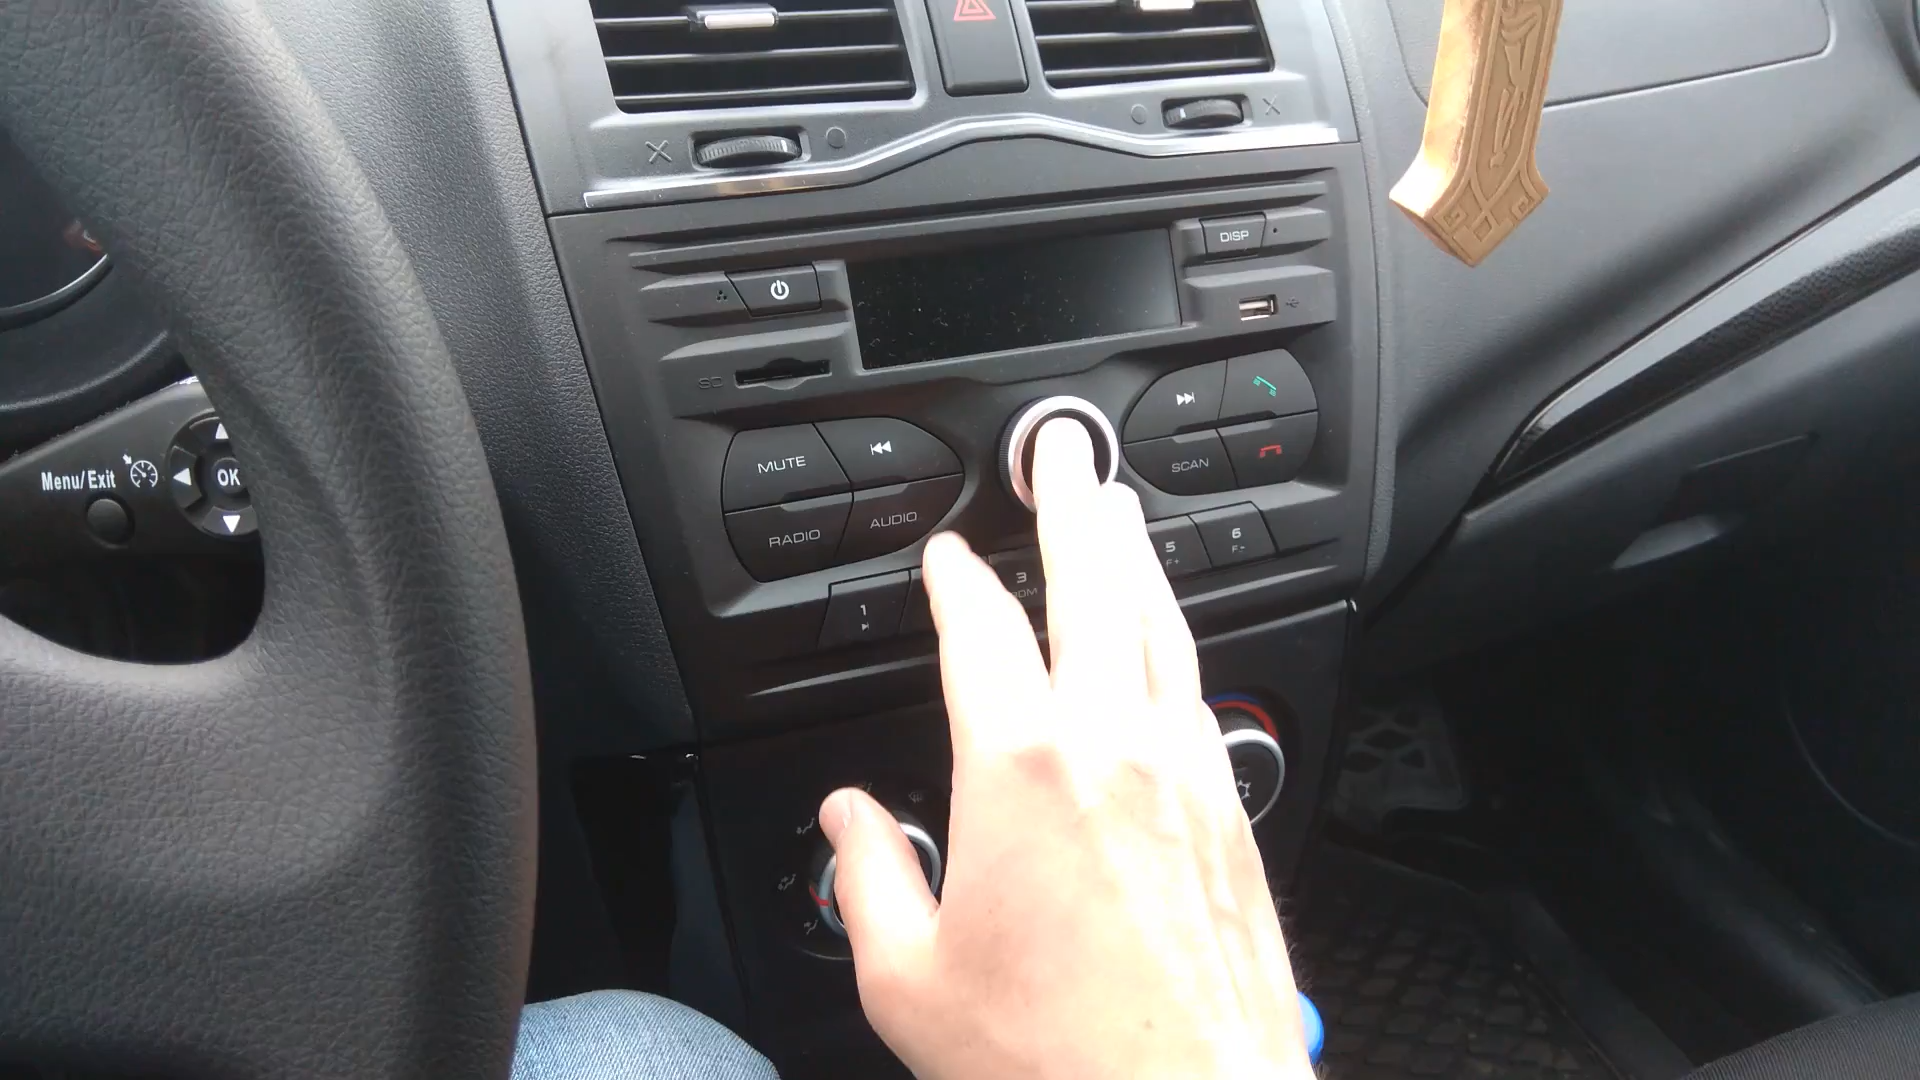 DISP
SD
MUTE
RADIO
AUDIO
SCAN
Menu/Exit
OK
1
3
5
F+
6
F-